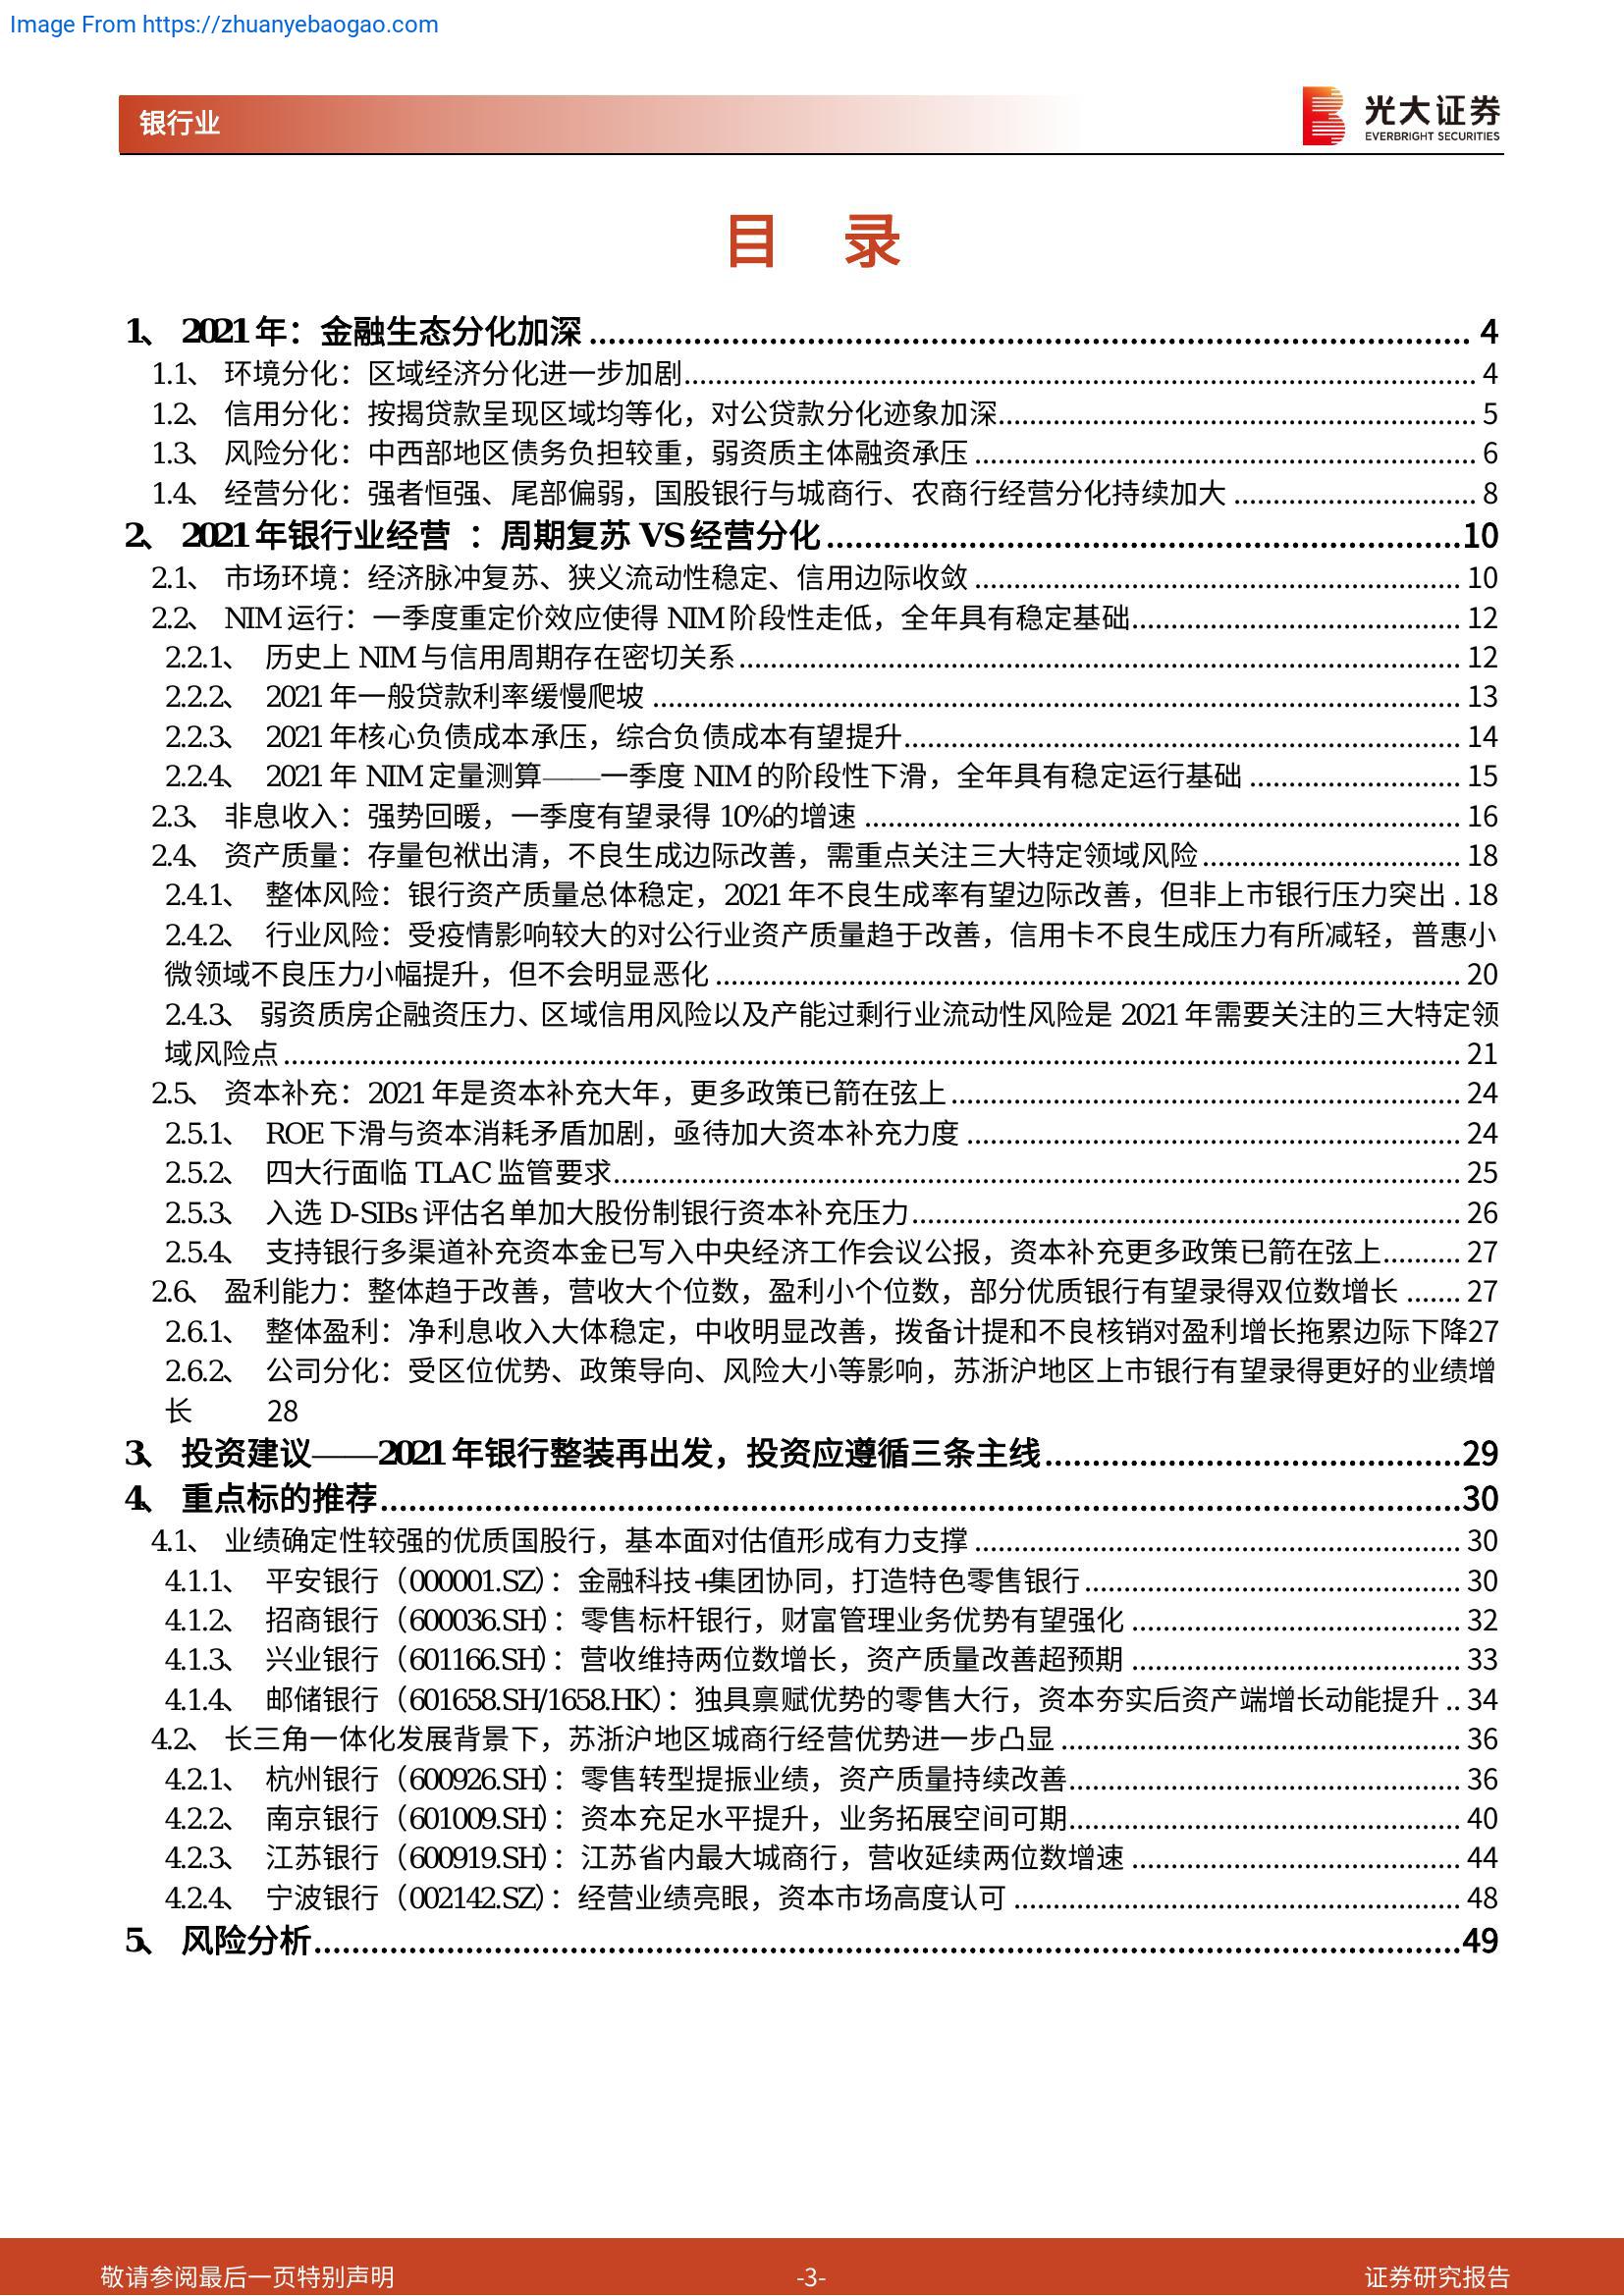 Image From https://zhuanyebaogao.com
银行业
光大证券
EVERBRIGHT SECURITIES
目 录
1、 2021 年：金融生态分化加深 ........ 4
1.1、 环境分化：区域经济分化进一步加剧........ 4
1.2、 信用分化：按揭贷款呈现区域均等化，对公贷款分化迹象加深........ 5
1.3、 风险分化：中西部地区债务负担较重，弱资质主体融资承压 ........ 6
1.4、 经营分化：强者恒强、尾部偏弱，国股银行与城商行、农商行经营分化持续加大 ........ 8
2、 2021 年银行业经营 ：周期复苏 VS 经营分化 ........10
2.1、 市场环境：经济脉冲复苏、狭义流动性稳定、信用边际收敛 ........ 10
2.2、 NIM 运行：一季度重定价效应使得 NIM 阶段性走低，全年具有稳定基础........ 12
2.2.1、 历史上 NIM 与信用周期存在密切关系 ........ 12
2.2.2、 2021 年一般贷款利率缓慢爬坡 ........ 13
2.2.3、 2021 年核心负债成本承压，综合负债成本有望提升........ 14
2.2.4、 2021 年 NIM 定量测算——一季度 NIM 的阶段性下滑，全年具有稳定运行基础 ........ 15
2.3、 非息收入：强势回暖，一季度有望录得 10%的增速 ........ 16
2.4、 资产质量：存量包袱出清，不良生成边际改善，需重点关注三大特定领域风险........ 18
2.4.1、 整体风险：银行资产质量总体稳定，2021 年不良生成率有望边际改善，但非上市银行压力突出 . 18
2.4.2、 行业风险：受疫情影响较大的对公行业资产质量趋于改善，信用卡不良生成压力有所减轻，普惠小
微领域不良压力小幅提升，但不会明显恶化 ........ 20
2.4.3、 弱资质房企融资压力、区域信用风险以及产能过剩行业流动性风险是 2021 年需要关注的三大特定领
域风险点 ........ 21
2.5、 资本补充：2021 年是资本补充大年，更多政策已箭在弦上 ........ 24
2.5.1、 ROE 下滑与资本消耗矛盾加剧，亟待加大资本补充力度 ........ 24
2.5.2、 四大行面临 TLAC 监管要求........ 25
2.5.3、 入选 D-SIBs 评估名单加大股份制银行资本补充压力........ 26
2.5.4、 支持银行多渠道补充资本金已写入中央经济工作会议公报，资本补充更多政策已箭在弦上.......... 27
2.6、 盈利能力：整体趋于改善，营收大个位数，盈利小个位数，部分优质银行有望录得双位数增长 ....... 27
2.6.1、 整体盈利：净利息收入大体稳定，中收明显改善，拨备计提和不良核销对盈利增长拖累边际下降27
2.6.2、 公司分化：受区位优势、政策导向、风险大小等影响，苏浙沪地区上市银行有望录得更好的业绩增
长 28
3、 投资建议——2021 年银行整装再出发，投资应遵循三条主线 ........29
4、 重点标的推荐 ........30
4.1、 业绩确定性较强的优质国股行，基本面对估值形成有力支撑 ........ 30
4.1.1、 平安银行（000001.SZ）：金融科技+集团协同，打造特色零售银行 ........ 30
4.1.2、 招商银行（600036.SH）：零售标杆银行，财富管理业务优势有望强化 ........ 32
4.1.3、 兴业银行（601166.SH）：营收维持两位数增长，资产质量改善超预期 ........ 33
4.1.4、 邮储银行（601658.SH/1658.HK）：独具禀赋优势的零售大行，资本夯实后资产端增长动能提升 .. 34
4.2、 长三角一体化发展背景下，苏浙沪地区城商行经营优势进一步凸显 ........ 36
4.2.1、 杭州银行（600926.SH）：零售转型提振业绩，资产质量持续改善........ 36
4.2.2、 南京银行（601009.SH）：资本充足水平提升，业务拓展空间可期........ 40
4.2.3、 江苏银行（600919.SH）：江苏省内最大城商行，营收延续两位数增速 ........ 44
4.2.4、 宁波银行（002142.SZ）：经营业绩亮眼，资本市场高度认可 ........ 48
5、 风险分析 ........49
敬请参阅最后一页特别声明 -3- 证券研究报告